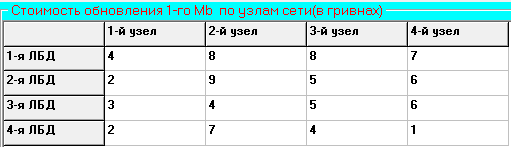 Стоимость обновления 1-го Mb по узлам сети(в гривнах)
1-й узел 2-й узел 3-й узел 4-й узел
1-я ЛБД 4 8 8 7
2-я ЛБД 2 9 5 6
3-я ЛБД 3 4 5 6
4-я ЛБД 2 7 4 1